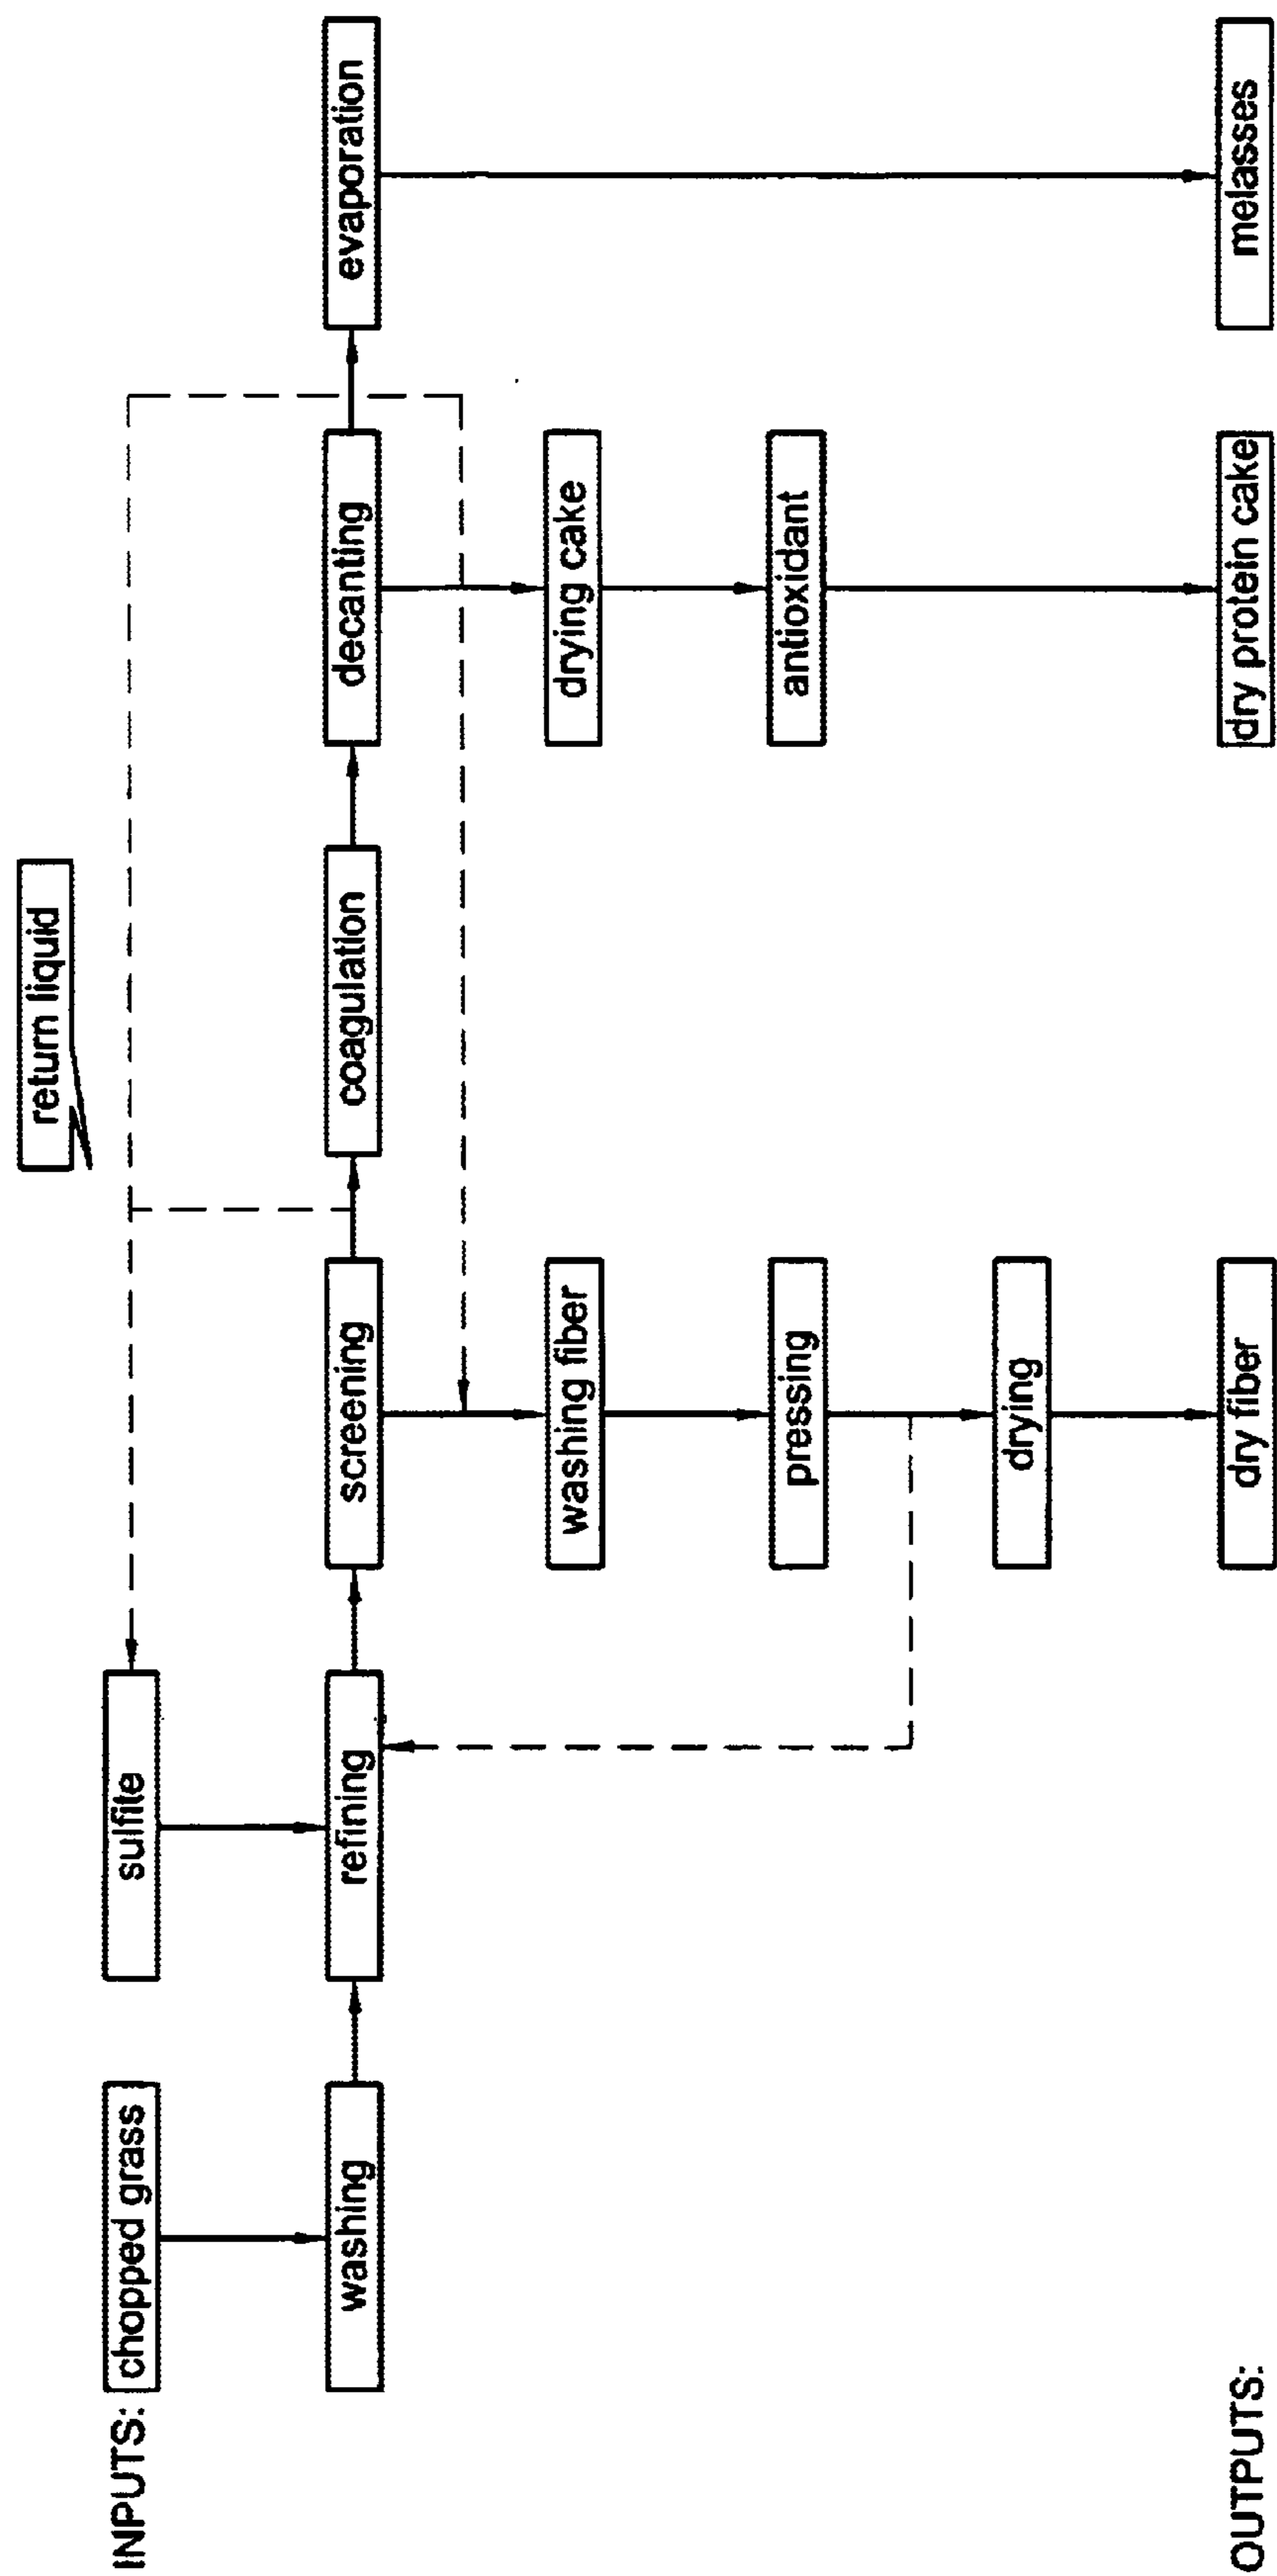 return liquid
INPUTS:
chopped grass
sulfite
washing
refining
screening
coagulation
decanting
evaporation
washing fiber
drying cake
pressing
antioxidant
drying
OUTPUTS:
dry fiber
dry protein cake
melasses